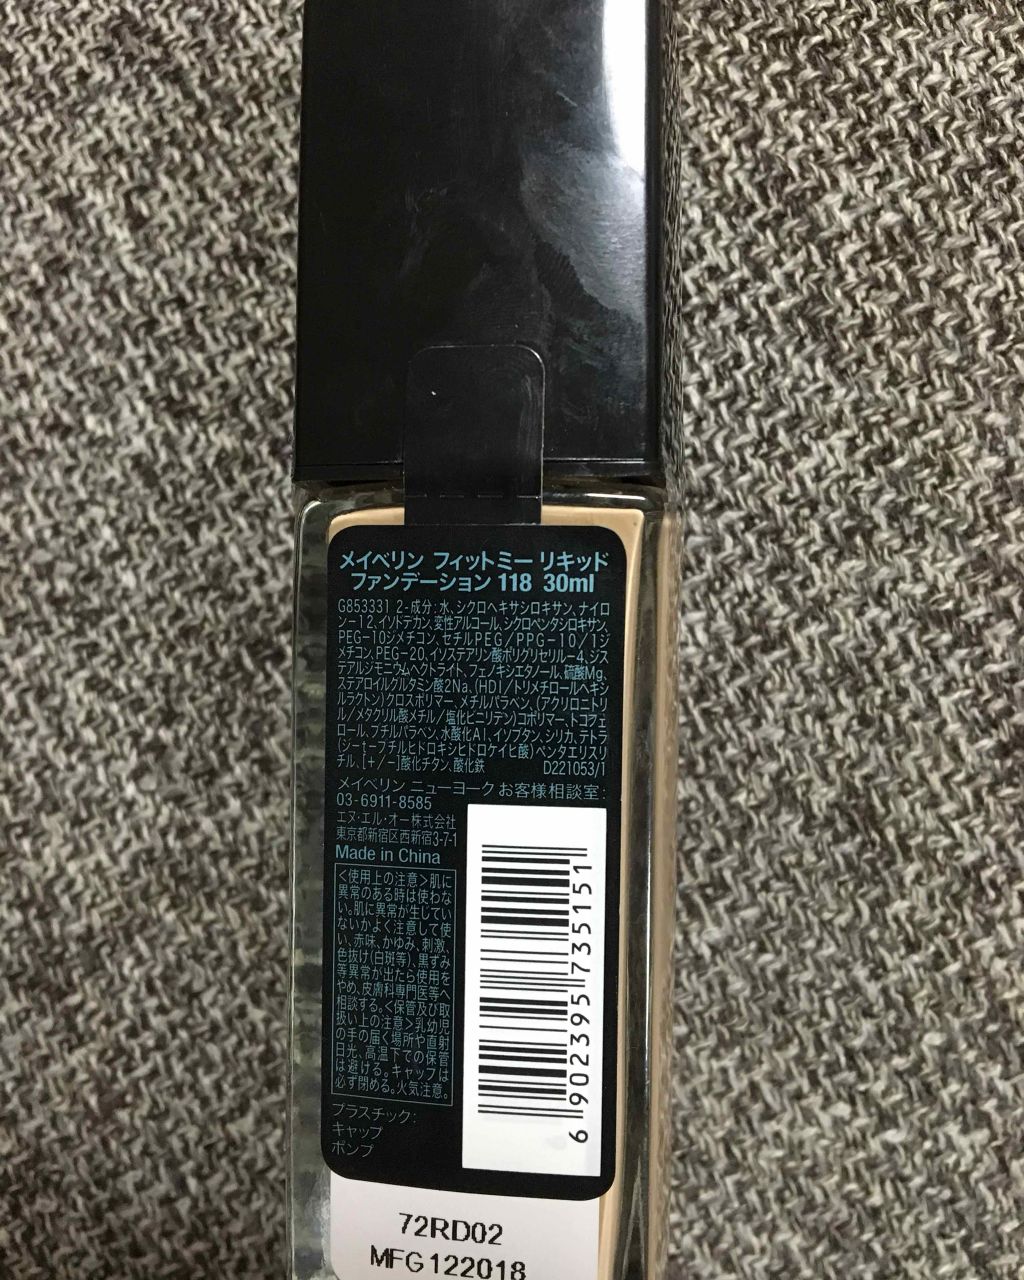 メイベリン フィットミー リキッド
ファンデーション 118 30ml
G853331 2-成分:水、シクロヘキサシロキサン、ナイロ
ン-12、イソドデカン、変性アルコール、シクロペンタシロキサン、
PEG-10ジメチコン、セチルPEG/PPG-10/1ジ
メチコン、PEG-20、イソステアリン酸ポリグリセリル-4、ジス
テアルジモニウムヘクトライト、フェノキシエタノール、硫酸Mg、
ステアロイルグルタミン酸2Na、(HDI/トリメチロールヘキシ
ルラクトン)クロスポリマー、メチルパラベン、(アクリロニトリ
ル/メタクリル酸メチル/塩化ビニリデン)コポリマー、トコフェ
ロール、ブチルパラベン、水酸化Al、イソブタン、シリカ、テトラ
(ジ-t-ブチルヒドロキシヒドロケイヒ酸)ペンタエリスリ
チル、[+/-]酸化チタン、酸化鉄 D221053/1
メイベリン ニューヨーク お客様相談室:
03-6911-8585
エヌ・エル・オー株式会社
東京都新宿区西新宿3-7-1
Made in China
<使用上の注意>肌に
異常のある時は使わな
い。肌に異常が生じてい
ないかよく注意して使
い、赤味、かゆみ、刺激、
色抜け(白斑等)、黒ずみ
等異常が出たら使用を
やめ、皮膚科専門医等へ
相談する。<保管及び取
扱い上の注意>乳幼児
の手の届く場所や直射
日光、高温下での保管
は避ける。キャップは
必ず閉める。火気注意。
プラスチック:
キャップ
ポンプ
6 902395 735151
72RD02
MFG122018